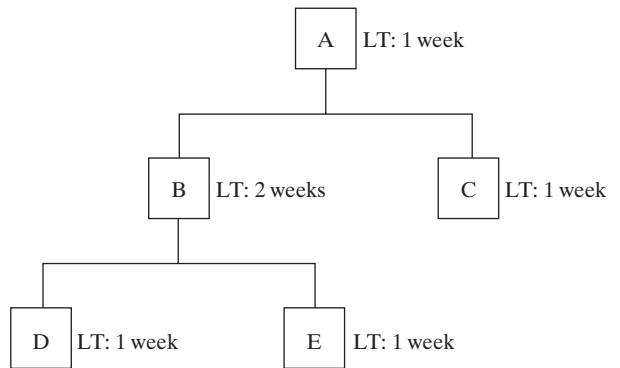 A LT: 1 week
B LT: 2 weeks C LT: 1 week
D LT: 1 week E LT: 1 week